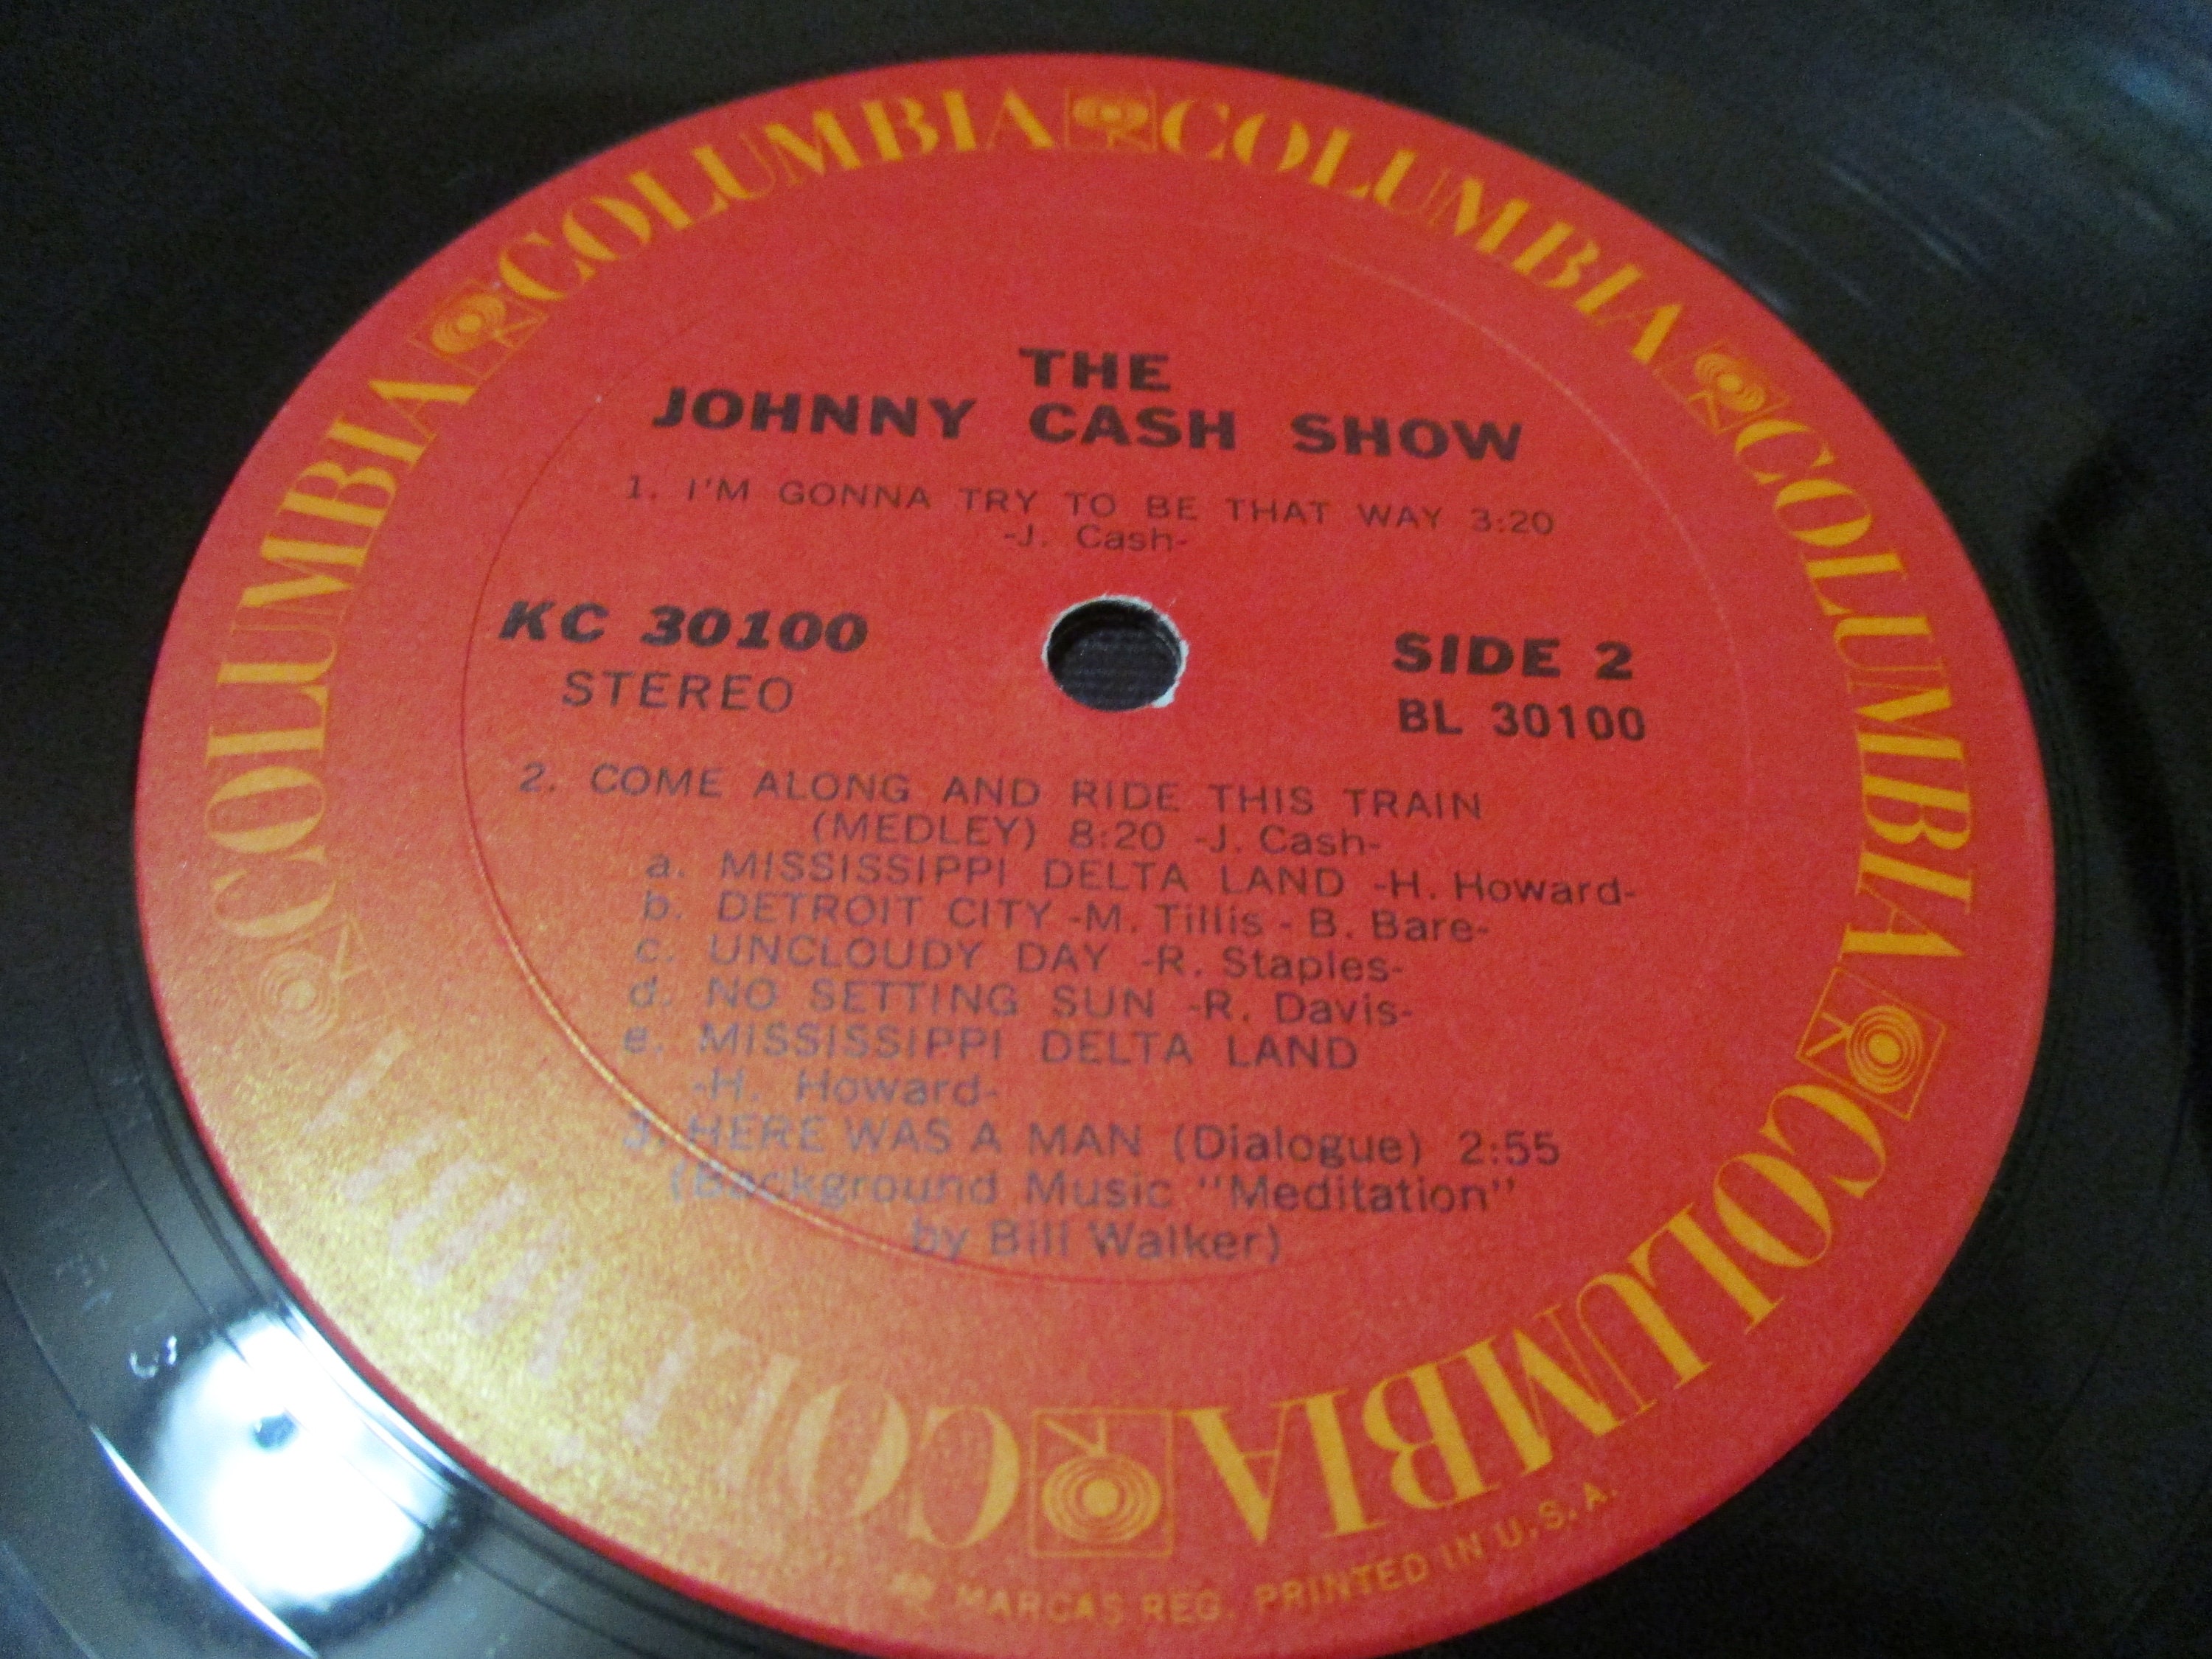 COLUMBIA COLUMBIA COLUMBIA COLUMBIA COLUMBIA COLUMBIA
THE
JOHNNY CASH SHOW
1. I'M GONNA TRY TO BE THAT WAY 3:20
-J. Cash-
KC 30100
STEREO
SIDE 2
BL 30100
2. COME ALONG AND RIDE THIS TRAIN
(MEDLEY) 8:20 -J. Cash-
a. MISSISSIPPI DELTA LAND -H. Howard-
b. DETROIT CITY -M. Tillis - B. Bare-
c. UNCLOUDY DAY -R. Staples-
d. NO SETTING SUN -R. Davis-
e. MISSISSIPPI DELTA LAND
-H. Howard-
3. HERE WAS A MAN (Dialogue) 2:55
(Background Music "Meditation"
by Bill Walker)
MARCAS REG. PRINTED IN U.S.A.